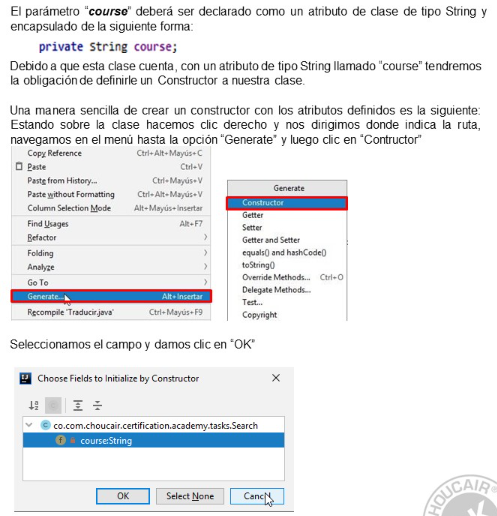 El parámetro "course" deberá ser declarado como un atributo de clase de tipo String y
encapsulado de la siguiente forma:
private String course;
Debido a que esta clase cuenta, con un atributo de tipo String llamado "course" tendremos
la obligación de definirle un Constructor a nuestra clase.
Una manera sencilla de crear un constructor con los atributos definidos es la siguiente:
Estando sobre la clase hacemos clic derecho y nos dirigimos donde indica la ruta,
navegamos en el menú hasta la opción "Generate" y luego clic en "Contructor"
Copy Reference Ctrl+Alt+Mayús+C
Paste Ctrl+V
Paste from History... Ctrl+Mayús+V
Paste without Formatting Ctrl+Alt+Mayús+V
Column Selection Mode Alt+Mayús+Insertar
Find Usages Alt+F7
Refactor
Folding
Analyze
Go To
Generate... Alt+Insertar
Recompile 'Traducir.java' Ctrl+Mayús+F9
Generate
Constructor
Getter
Setter
Getter and Setter
equals() and hashCode()
toString()
Override Methods... Ctrl+O
Delegate Methods...
Test...
Copyright
Seleccionamos el campo y damos clic en "OK"
Choose Fields to Initialize by Constructor
co.com.choucair.certification.academy.tasks.Search
course:String
OK Select None Cancel
HOUCAIR®